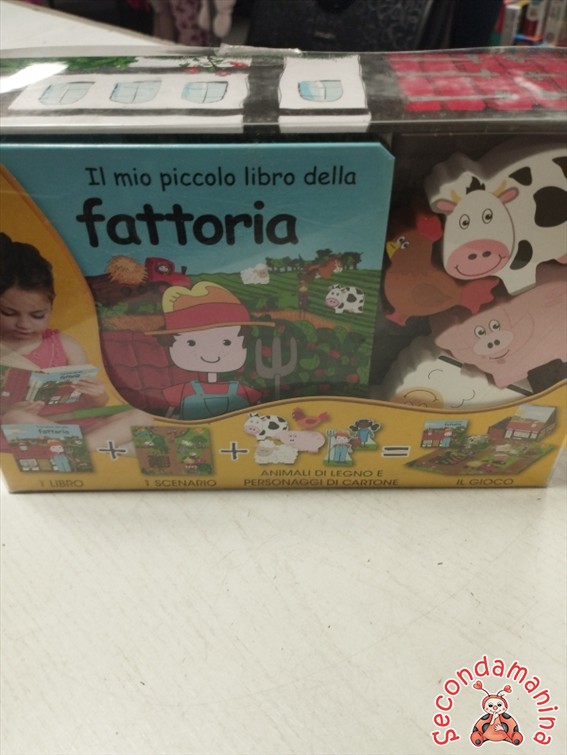 Il mio piccolo libro della
fattoria
fattoria
1 LIBRO
+
1 SCENARIO
+
ANIMALI DI LEGNO E
PERSONAGGI DI CARTONE
=
IL GIOCO
Secondamanina